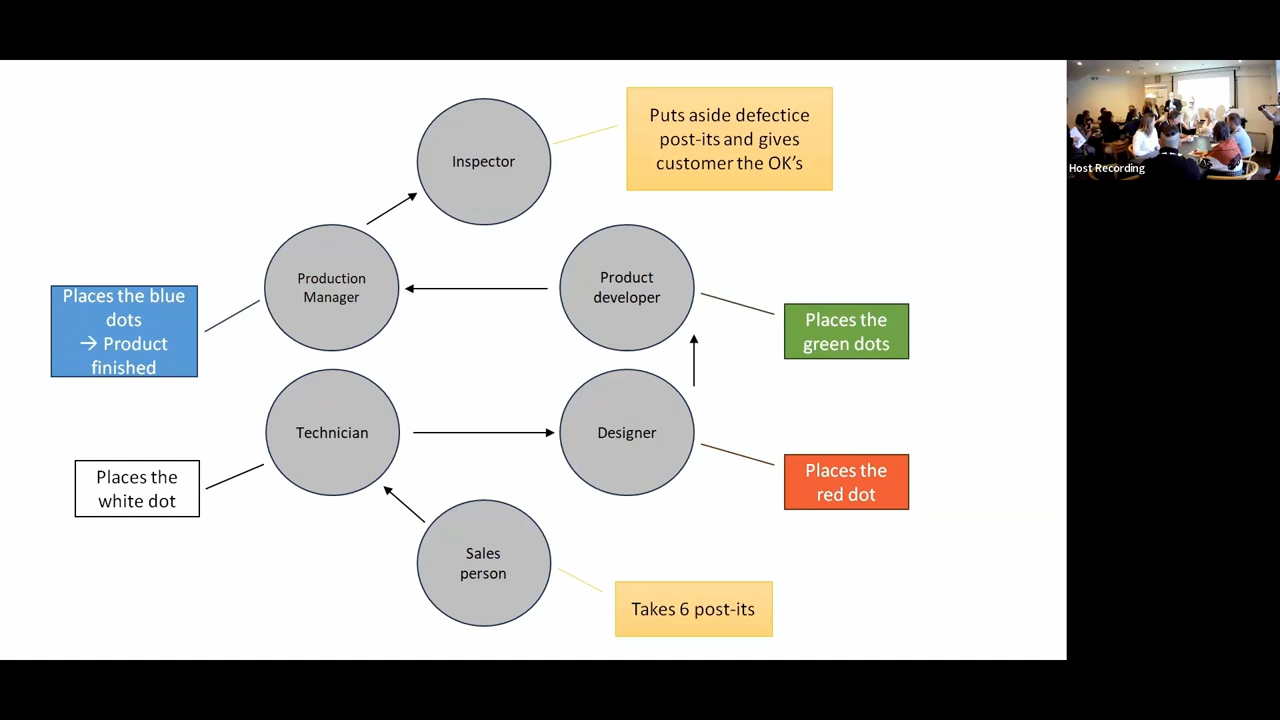 Puts aside defectice
post-its and gives
customer the OK's
Inspector
Host Recording
Production
Manager
Product
developer
Places the blue
dots
→ Product
finished
Places the
green dots
Technician
Designer
Places the
white dot
Places the
red dot
Sales
person
Takes 6 post-its